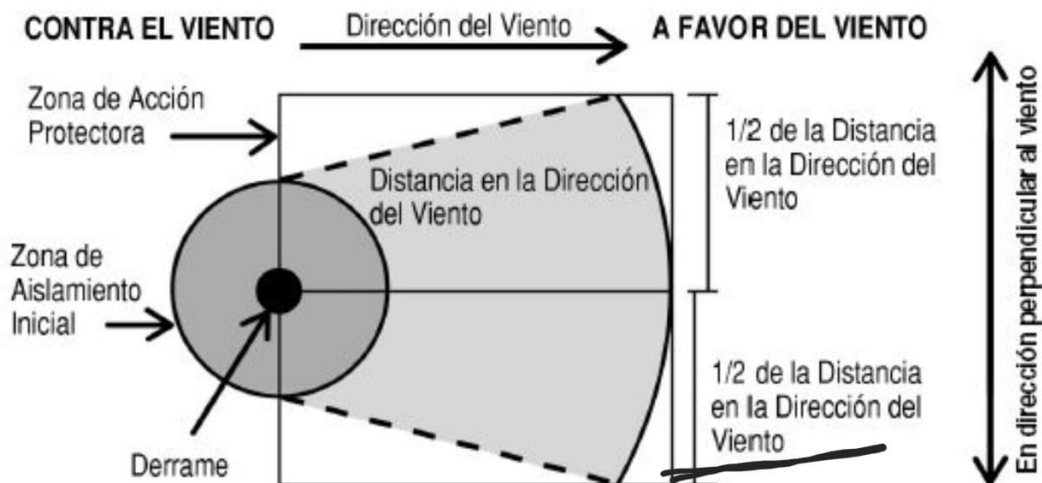 CONTRA EL VIENTO
Dirección del Viento
A FAVOR DEL VIENTO
Zona de Acción
Protectora
Distancia en la Dirección
del Viento
1/2 de la Distancia
en la Dirección del
Viento
Zona de
Aislamiento
Inicial
Derrame
1/2 de la Distancia
en la Dirección del
Viento
En dirección perpendicular al viento